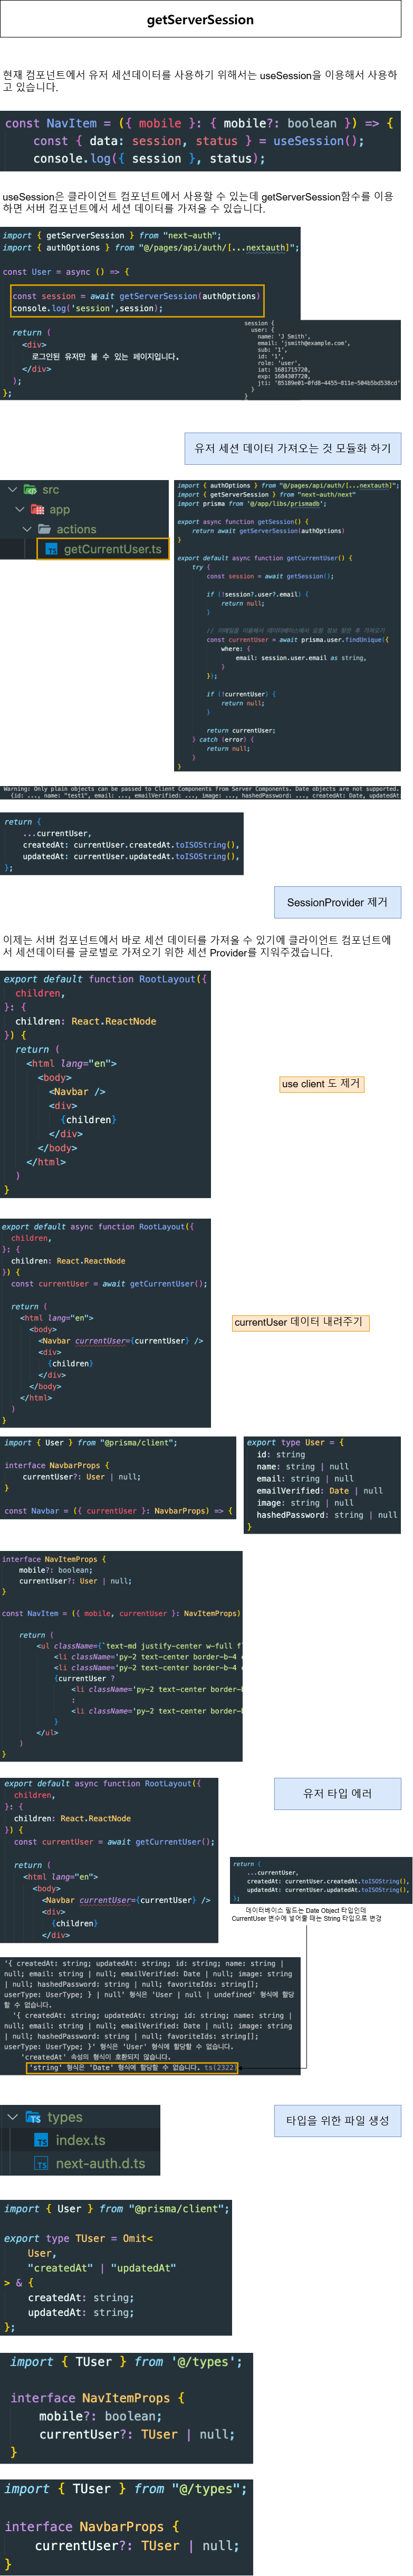 getServerSession
현재 컴포넌트에서 유저 세션데이터를 사용하기 위해서는 useSession을 이용해서 사용하
고 있습니다.
const NavItem = ({ mobile }: { mobile?: boolean }) => {
const { data: session, status } = useSession();
console.log({ session }, status);
useSession은 클라이언트 컴포넌트에서 사용할 수 있는데 getServerSession함수를 이용
하면 서버 컴포넌트에서 세션 데이터를 가져올 수 있습니다.
import { getServerSession } from "next-auth";
import { authOptions } from "@/pages/api/auth/[...nextauth]";
const User = async () => {
const session = await getServerSession(authOptions)
console.log('session',session);
return (
<div>
로그인된 유저만 볼 수 있는 페이지입니다.
</div>
);
};
session {
user: {
name: 'J Smith',
email: 'jsmith@example.com',
sub: '1',
id: '1',
role: 'user',
iat: 1681715720,
exp: 1684307720,
jti: '85189e01-0fd8-4455-811e-504b5bd538cd'
}
}
유저 세션 데이터 가져오는 것 모듈화 하기
src
app
actions
getCurrentUser.ts
import { authOptions } from "@/pages/api/auth/[...nextauth]";
import { getServerSession } from "next-auth/next"
import prisma from '@/app/libs/prismadb';
export async function getSession() {
return await getServerSession(authOptions)
}
export default async function getCurrentUser() {
try {
const session = await getSession();
if (!session?.user?.email) {
return null;
}
// 이메일을 이용해서 데이터베이스에서 유저 정보 찾은 후 가져오기
const currentUser = await prisma.user.findUnique({
where: {
email: session.user.email as string,
}
});
if (!currentUser) {
return null;
}
return currentUser;
} catch (error) {
return null;
}
}
Warning: Only plain objects can be passed to Client Components from Server Components. Date objects are not supported.
{id: ..., name: "test1", email: ..., emailVerified: ..., image: ..., hashedPassword: ..., createdAt: Date, updatedAt
return {
...currentUser,
createdAt: currentUser.createdAt.toISOString(),
updatedAt: currentUser.updatedAt.toISOString(),
};
SessionProvider 제거
이제는 서버 컴포넌트에서 바로 세션 데이터를 가져올 수 있기에 클라이언트 컴포넌트에
서 세션데이터를 글로벌로 가져오기 위한 세션 Provider를 지워주겠습니다.
export default function RootLayout({
children,
}: {
children: React.ReactNode
}) {
return (
<html lang="en">
<body>
<Navbar />
<div>
{children}
</div>
</body>
</html>
)
}
use client 도 제거
export default async function RootLayout({
children,
}: {
children: React.ReactNode
}) {
const currentUser = await getCurrentUser();
return (
<html lang="en">
<body>
<Navbar currentUser={currentUser} />
<div>
{children}
</div>
</body>
</html>
)
}
currentUser 데이터 내려주기
import { User } from "@prisma/client";
interface NavbarProps {
currentUser?: User | null;
}
const Navbar = ({ currentUser }: NavbarProps) => {
export type User = {
id: string
name: string | null
email: string | null
emailVerified: Date | null
image: string | null
hashedPassword: string | null
}
interface NavItemProps {
mobile?: boolean;
currentUser?: User | null;
}
const NavItem = ({ mobile, currentUser }: NavItemProps)
return (
<ul className={`text-md justify-center w-full f
<li className='py-2 text-center border-b-4 c
<li className='py-2 text-center border-b-4 c
{currentUser ?
<li className='py-2 text-center border-b
:
<li className='py-2 text-center border-b
}
</ul>
)
}
유저 타입 에러
export default async function RootLayout({
children,
}: {
children: React.ReactNode
}) {
const currentUser = await getCurrentUser();
return (
<html lang="en">
<body>
<Navbar currentUser={currentUser} />
<div>
{children}
</div>
return {
...currentUser,
createdAt: currentUser.createdAt.toISOString(),
updatedAt: currentUser.updatedAt.toISOString(),
};
데이터베이스 필드는 Date Object 타입인데
CurrentUser 변수에 넣어줄 때는 String 타입으로 변경
'{ createdAt: string; updatedAt: string; id: string; name: string |
null; email: string | null; emailVerified: Date | null; image: string
| null; hashedPassword: string | null; favoriteIds: string[];
userType: UserType; } | null' 형식은 'User | null | undefined' 형식에 할당
할 수 없습니다.
'{ createdAt: string; updatedAt: string; id: string; name: string |
null; email: string | null; emailVerified: Date | null; image: string
| null; hashedPassword: string | null; favoriteIds: string[];
userType: UserType; }' 형식은 'User' 형식에 할당할 수 없습니다.
'createdAt' 속성의 형식이 호환되지 않습니다.
'string' 형식은 'Date' 형식에 할당할 수 없습니다. ts(2322)
타입을 위한 파일 생성
types
index.ts
next-auth.d.ts
import { User } from "@prisma/client";
export type TUser = Omit<
User,
"createdAt" | "updatedAt"
> & {
createdAt: string;
updatedAt: string;
};
import { TUser } from '@/types';
interface NavItemProps {
mobile?: boolean;
currentUser?: TUser | null;
}
import { TUser } from "@/types";
interface NavbarProps {
currentUser?: TUser | null;
}